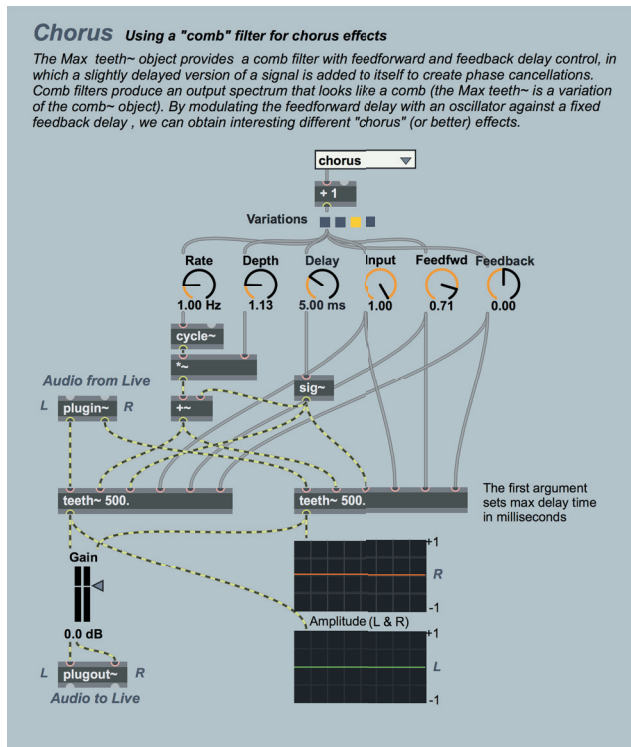 Chorus Using a "comb" filter for chorus effects
The Max teeth~ object provides a comb filter with feedforward and feedback delay control, in
which a slightly delayed version of a signal is added to itself to create phase cancellations.
Comb filters produce an output spectrum that looks like a comb (the Max teeth~ is a variation
of the comb~ object). By modulating the feedforward delay with an oscillator against a fixed
feedback delay , we can obtain interesting different "chorus" (or better) effects.
chorus
+ 1
Variations
Rate Depth Delay Input Feedfwd Feedback
1.00 Hz 1.13 5.00 ms 1.00 0.71 0.00
cycle~
*~
Audio from Live
sig~
L plugin~ R
+~
teeth~ 500.
teeth~ 500.
The first argument
sets max delay time
in milliseconds
+1
Gain
R
-1
Amplitude (L & R)
+1
0.0 dB
L
L plugout~ R
Audio to Live
-1